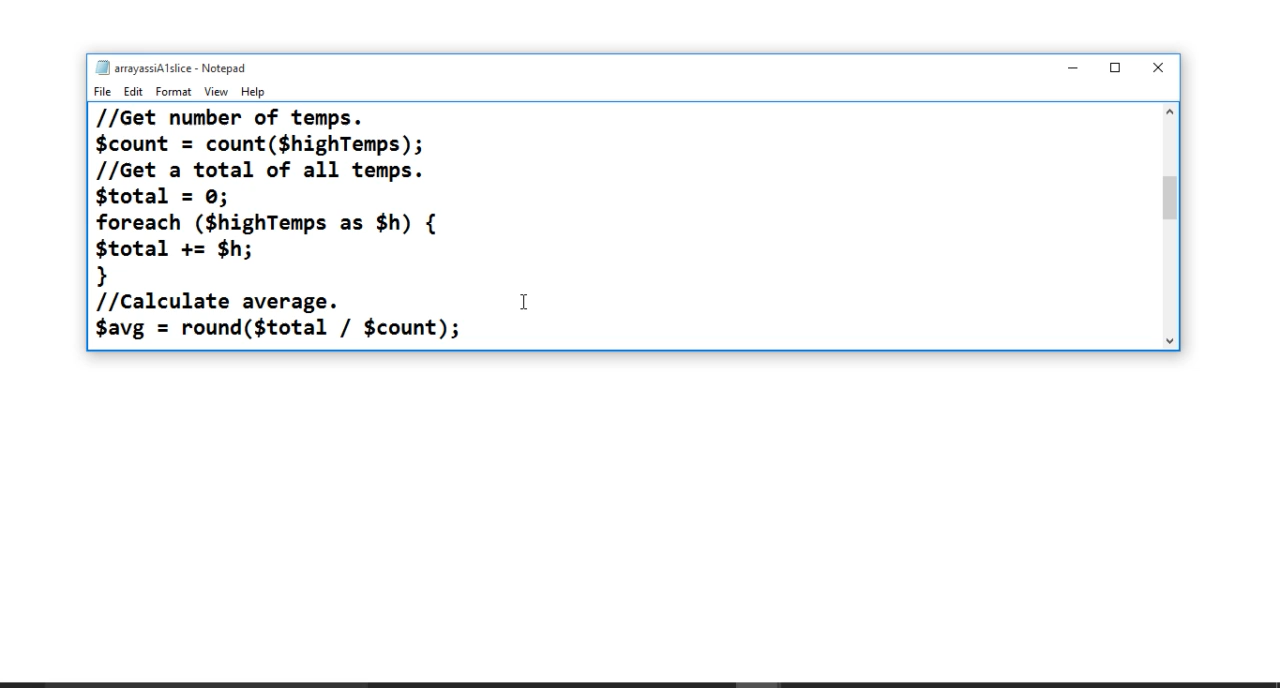 arrayassiA1slice - Notepad
File Edit Format View Help
//Get number of temps.
$count = count($highTemps);
//Get a total of all temps.
$total = 0;
foreach ($highTemps as $h) {
$total += $h;
}
//Calculate average.
$avg = round($total / $count);